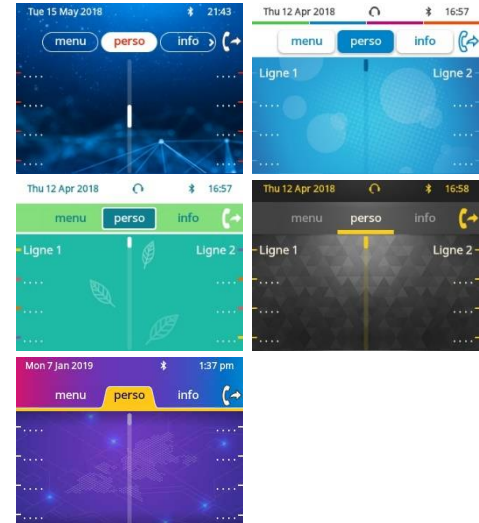 Tue 15 May 2018 21:43
menu perso info
....  ....
....  ....
....  ....
....  ....
Thu 12 Apr 2018 16:57
menu perso info
Ligne 1 Ligne 2
....  ....
....  ....
....  ....
Thu 12 Apr 2018 16:57
menu perso info
Ligne 1 Ligne 2
....  ....
....  ....
....  ....
Thu 12 Apr 2018 16:58
menu perso info
Ligne 1 Ligne 2
....  ....
....  ....
....  ....
Mon 7 Jan 2019 1:37 pm
menu perso info
....  ....
....  ....
....  ....
....  ....